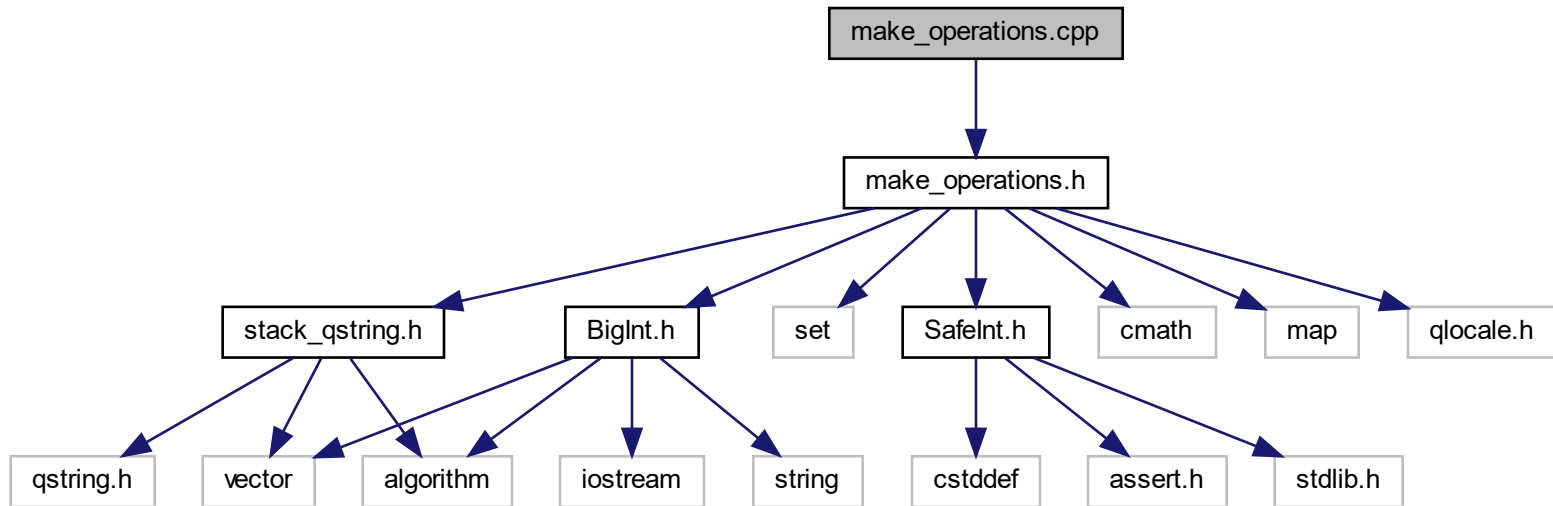 make_operations.cpp
make_operations.h
stack_qstring.h
BigInt.h
set
SafeInt.h
cmath
map
qlocale.h
qstring.h
vector
algorithm
iostream
string
cstddef
assert.h
stdlib.h